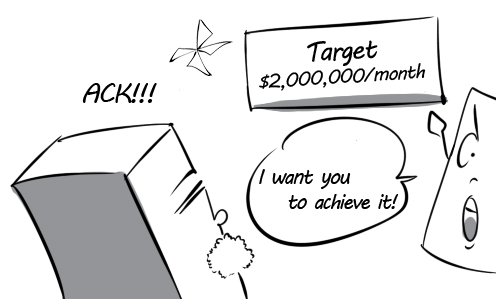 Target
$2,000,000/month
ACK!!!
I want you
to achieve it!